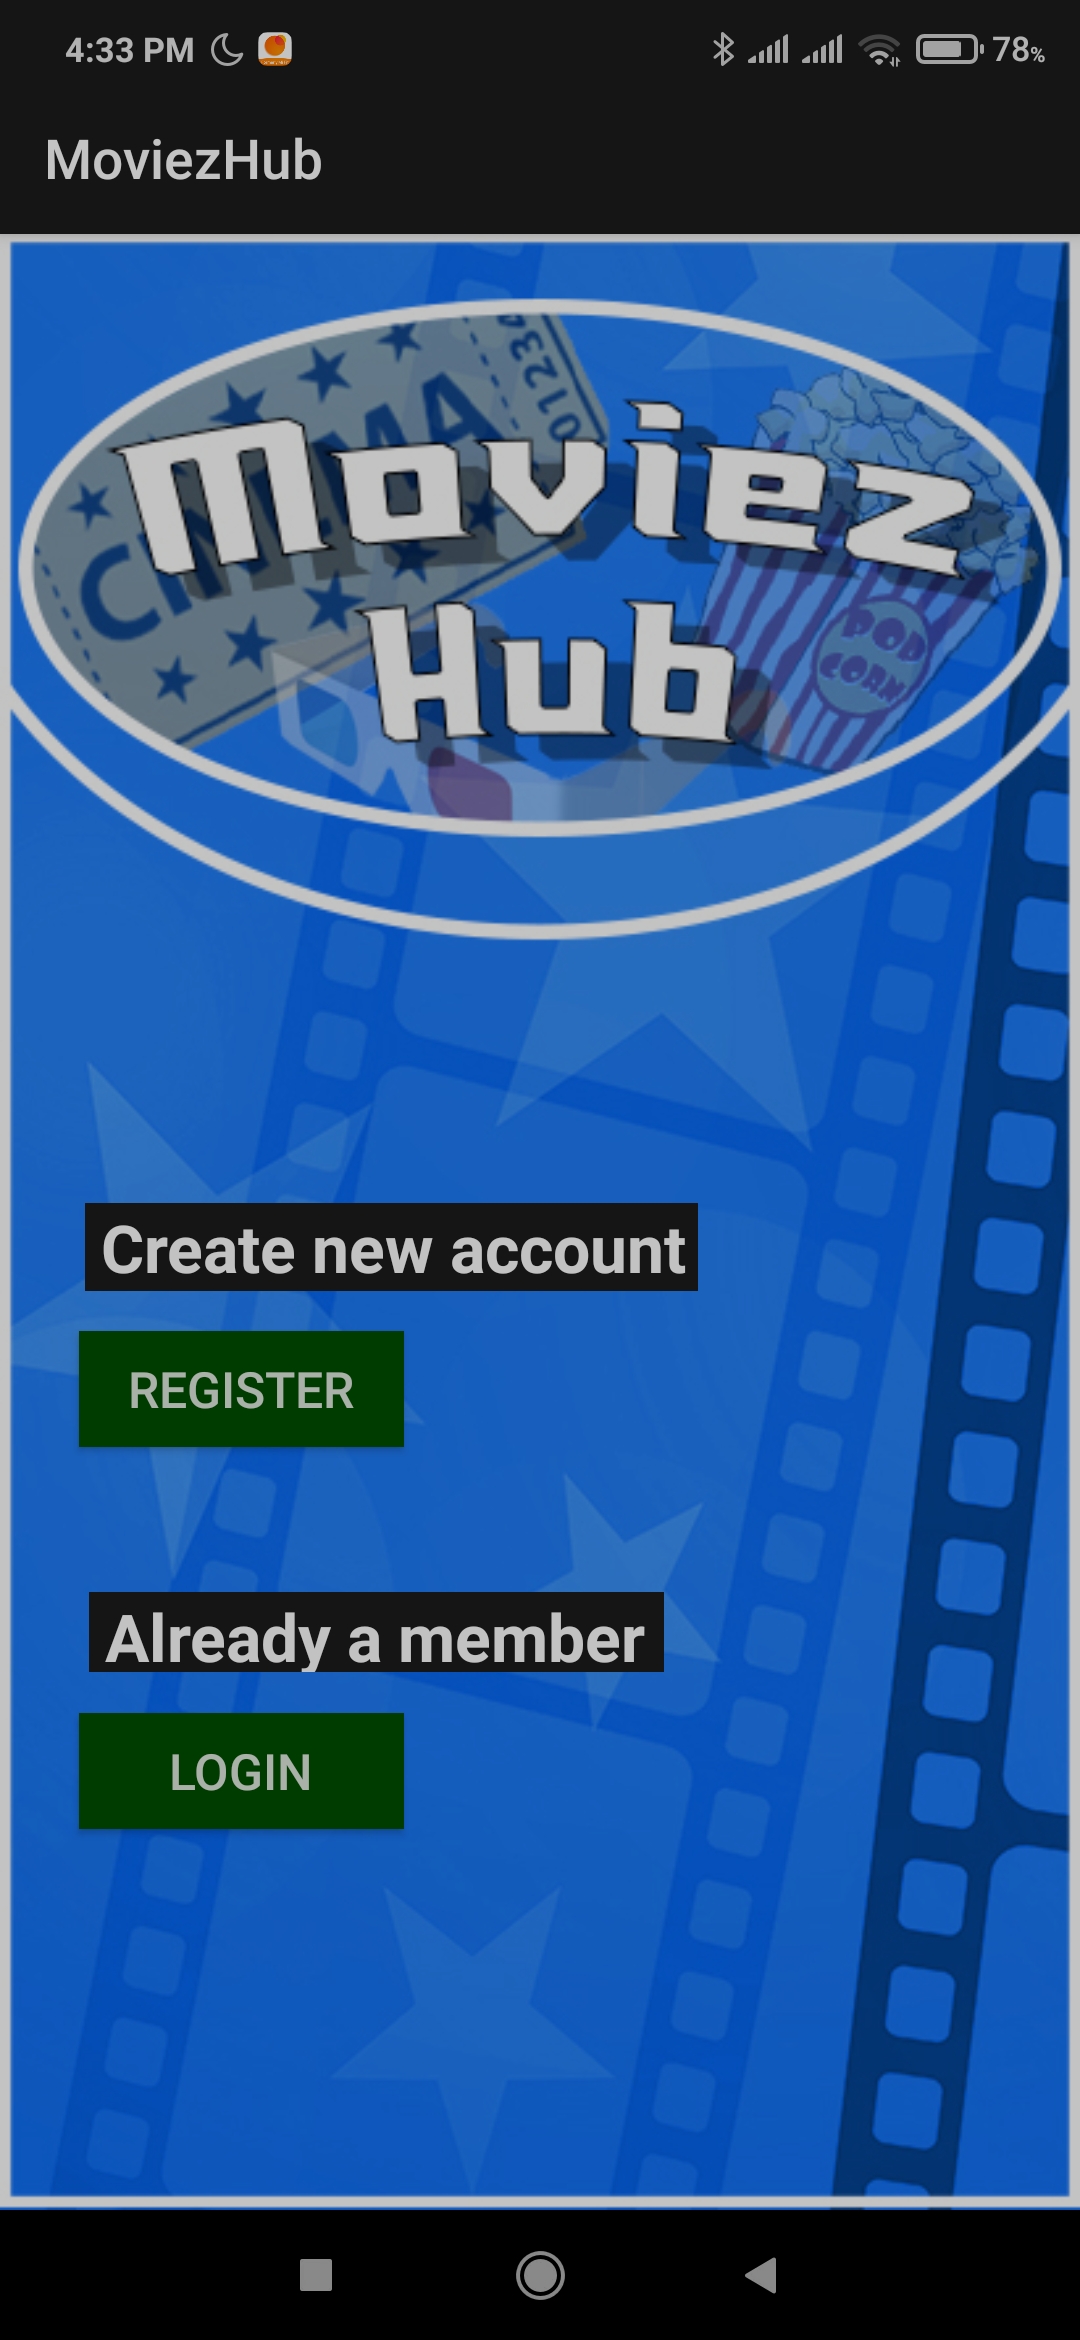 4:33 PM 78%
MoviezHub
CINEMA
01234
Moviez
Hub
POP
CORN
Create new account
REGISTER
Already a member
LOGIN